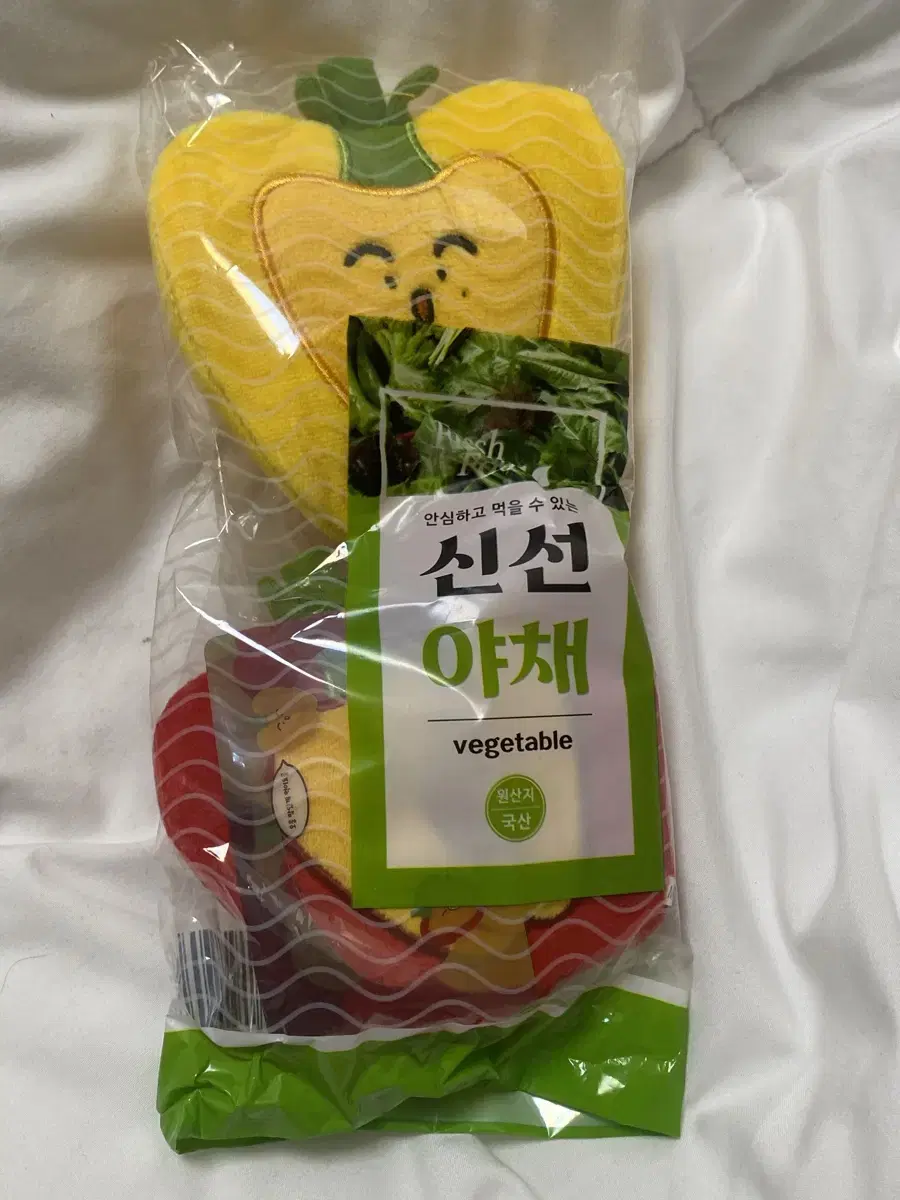 Fresh
안심하고 먹을 수 있는
신선
야채
vegetable
원산지
국산